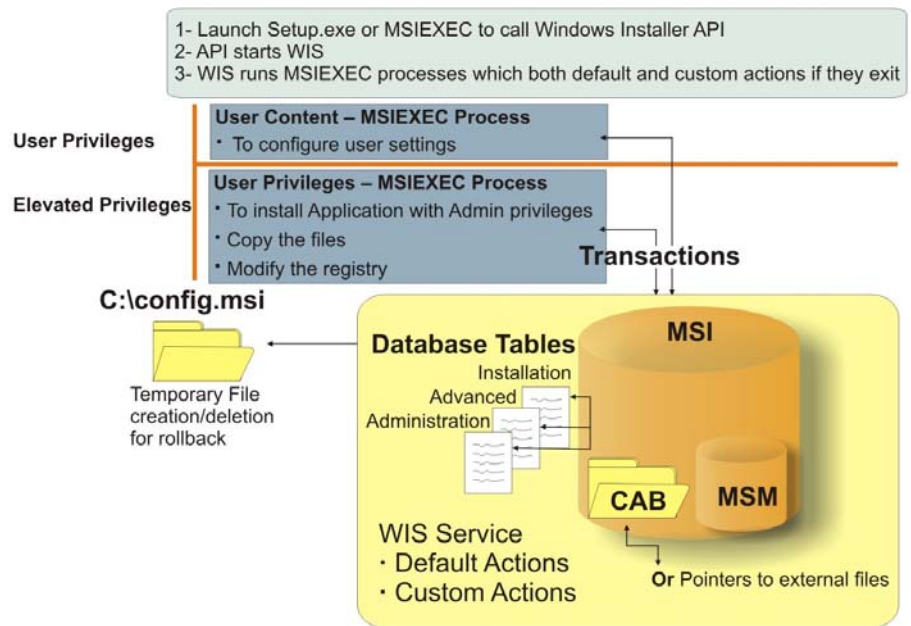 1- Launch Setup.exe or MSIEXEC to call Windows Installer API
2- API starts WIS
3- WIS runs MSIEXEC processes which both default and custom actions if they exit
User Privileges
User Content – MSIEXEC Process
· To configure user settings
Elevated Privileges
User Privileges – MSIEXEC Process
· To install Application with Admin privileges
· Copy the files
· Modify the registry
Transactions
C:\config.msi
Temporary File
creation/deletion
for rollback
Database Tables
Installation
Advanced
Administration
MSI
CAB
MSM
WIS Service
· Default Actions
· Custom Actions
Or Pointers to external files